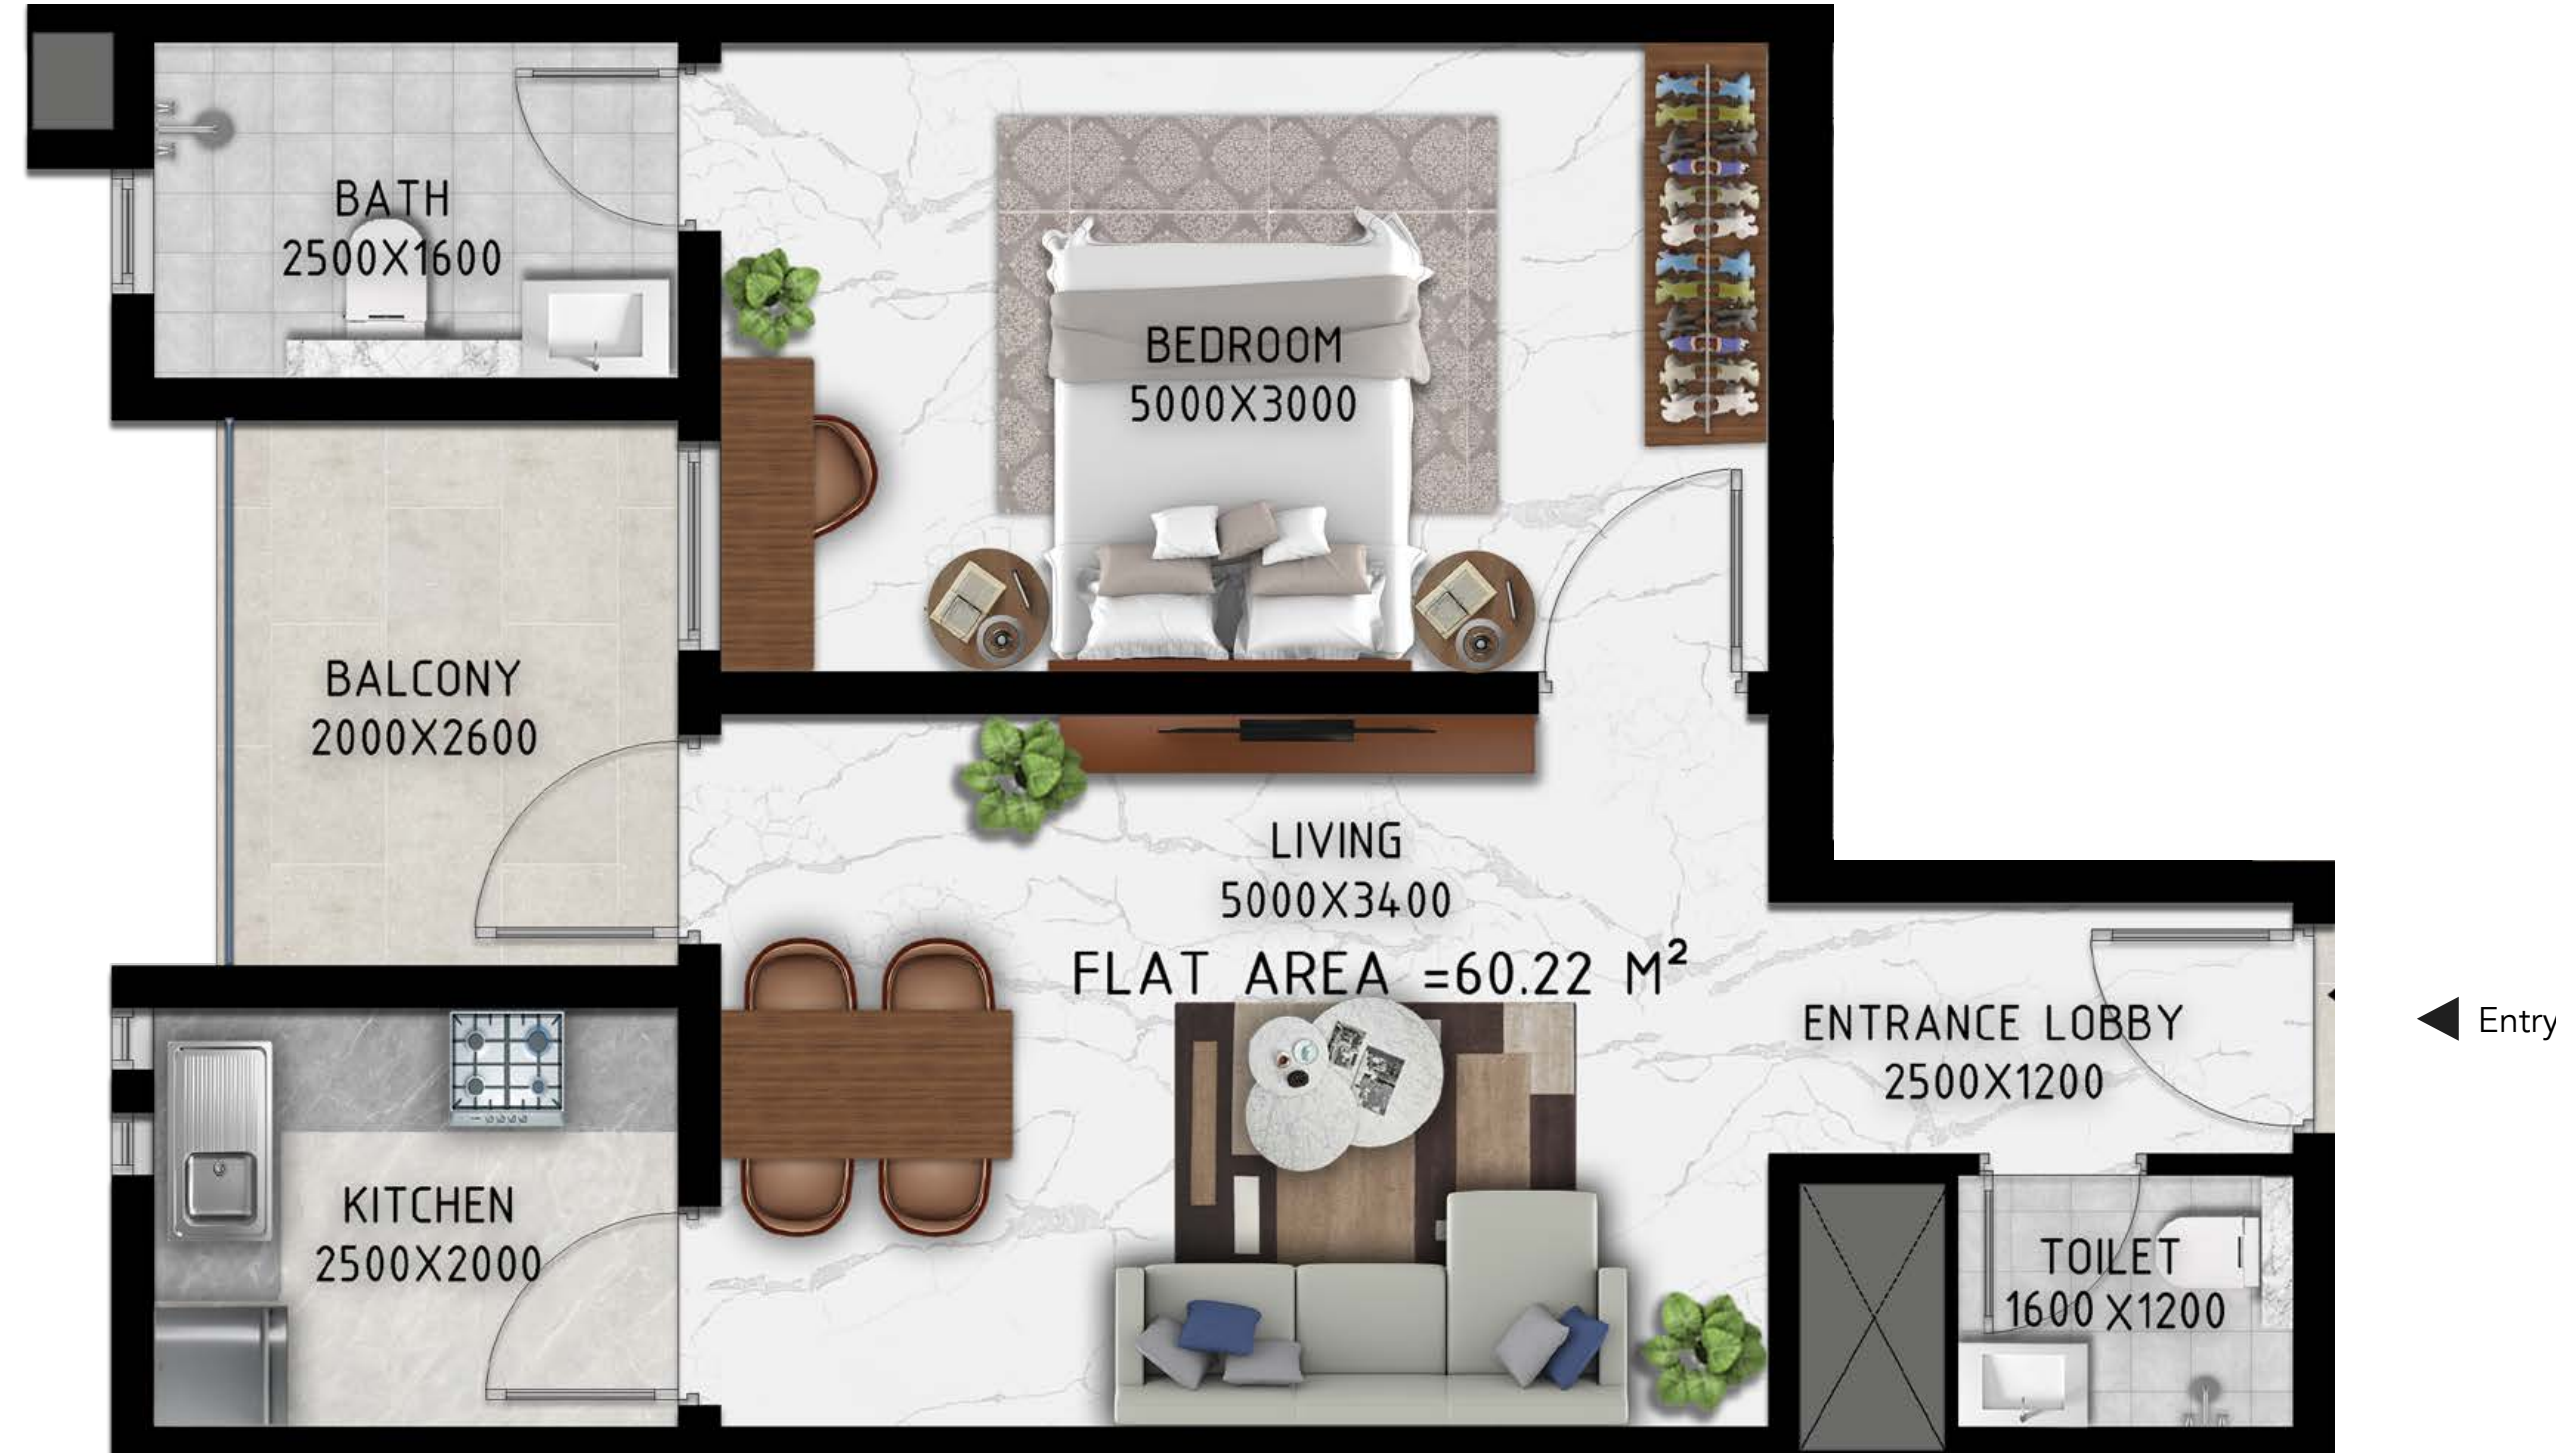 BATH
2500X1600
BEDROOM
5000X3000
BALCONY
2000X2600
LIVING
5000X3400
FLAT AREA =60.22 M²
ENTRANCE LOBBY
2500X1200
Entry
KITCHEN
2500X2000
TOILET
1600 X1200